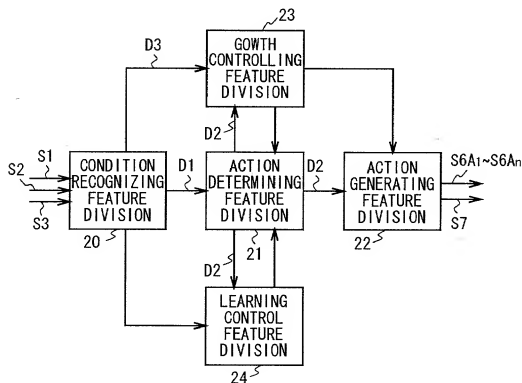 23
D3
GOWTH
CONTROLLING
FEATURE
DIVISION
D2
S1
S2
S3
CONDITION
RECOGNIZING
FEATURE
DIVISION
20
D1
ACTION
DETERMINING
FEATURE
DIVISION
21
D2
ACTION
GENERATING
FEATURE
DIVISION
22
S6A1~S6An
S7
D2
LEARNING
CONTROL
FEATURE
DIVISION
24